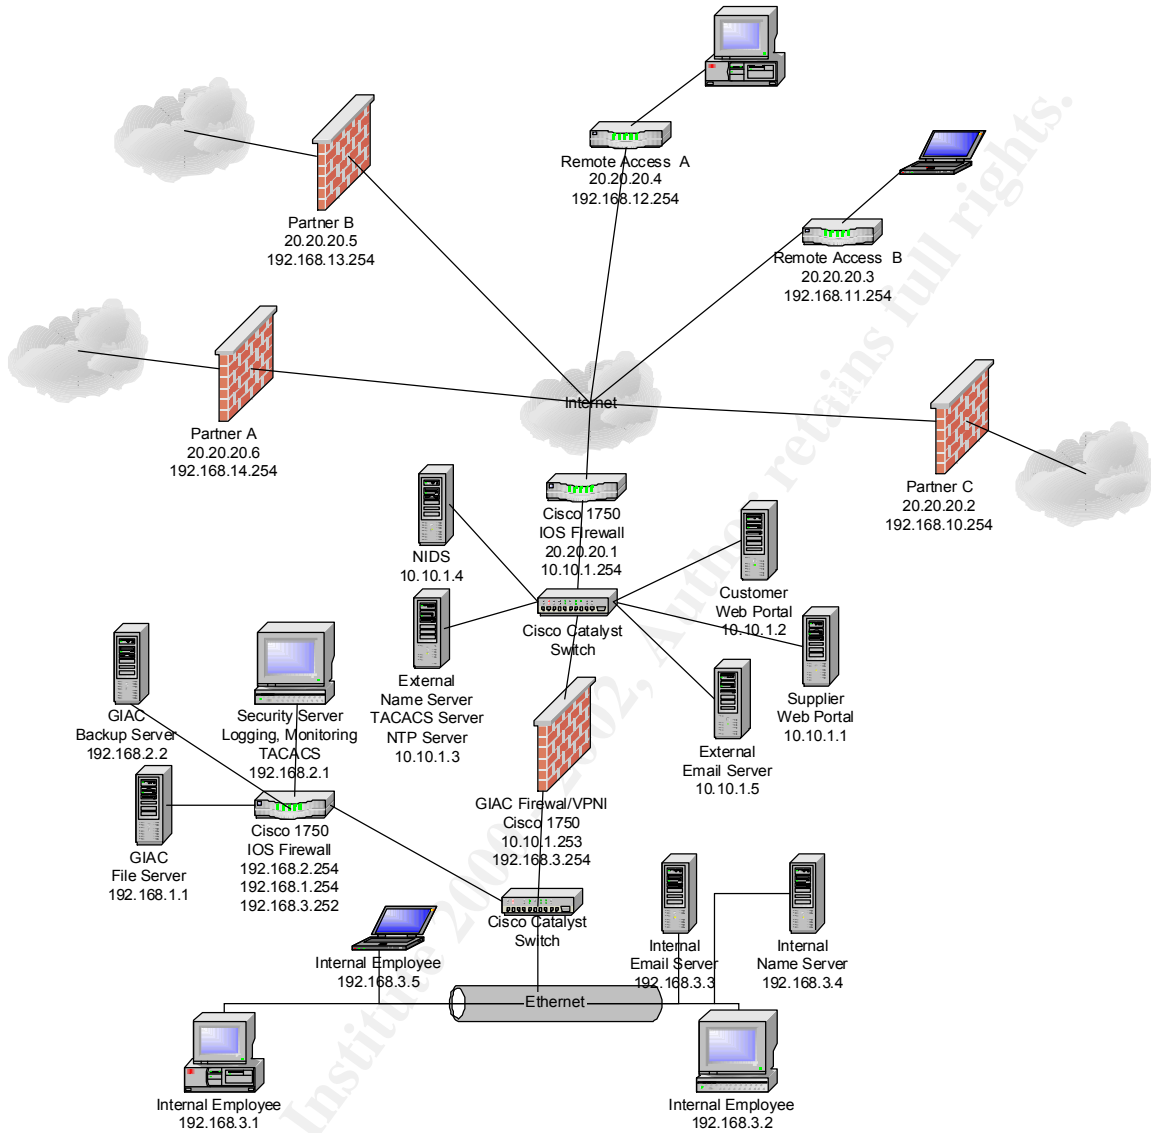 Remote Access A
20.20.20.4
192.168.12.254
Partner B
20.20.20.5
192.168.13.254
Remote Access B
20.20.20.3
192.168.11.254
Internet
Partner A
20.20.20.6
192.168.14.254
Partner C
20.20.20.2
192.168.10.254
Cisco 1750
IOS Firewall
20.20.20.1
10.10.1.254
NIDS
10.10.1.4
Customer
Web Portal
10.10.1.2
Cisco Catalyst
Switch
External
Name Server
TACACS Server
NTP Server
10.10.1.3
Supplier
Web Portal
10.10.1.1
GIAC
Backup Server
192.168.2.2
Security Server
Logging, Monitoring
TACACS
192.168.2.1
External
Email Server
10.10.1.5
GIAC Firewal/VPNI
Cisco 1750
10.10.1.253
192.168.3.254
GIAC
File Server
192.168.1.1
Cisco 1750
IOS Firewall
192.168.2.254
192.168.1.254
192.168.3.252
Cisco Catalyst
Switch
Internal Employee
192.168.3.5
Internal
Email Server
192.168.3.3
Internal
Name Server
192.168.3.4
Ethernet
Internal Employee
192.168.3.1
Internal Employee
192.168.3.2
Institute 200 2002, Author retains full rights.